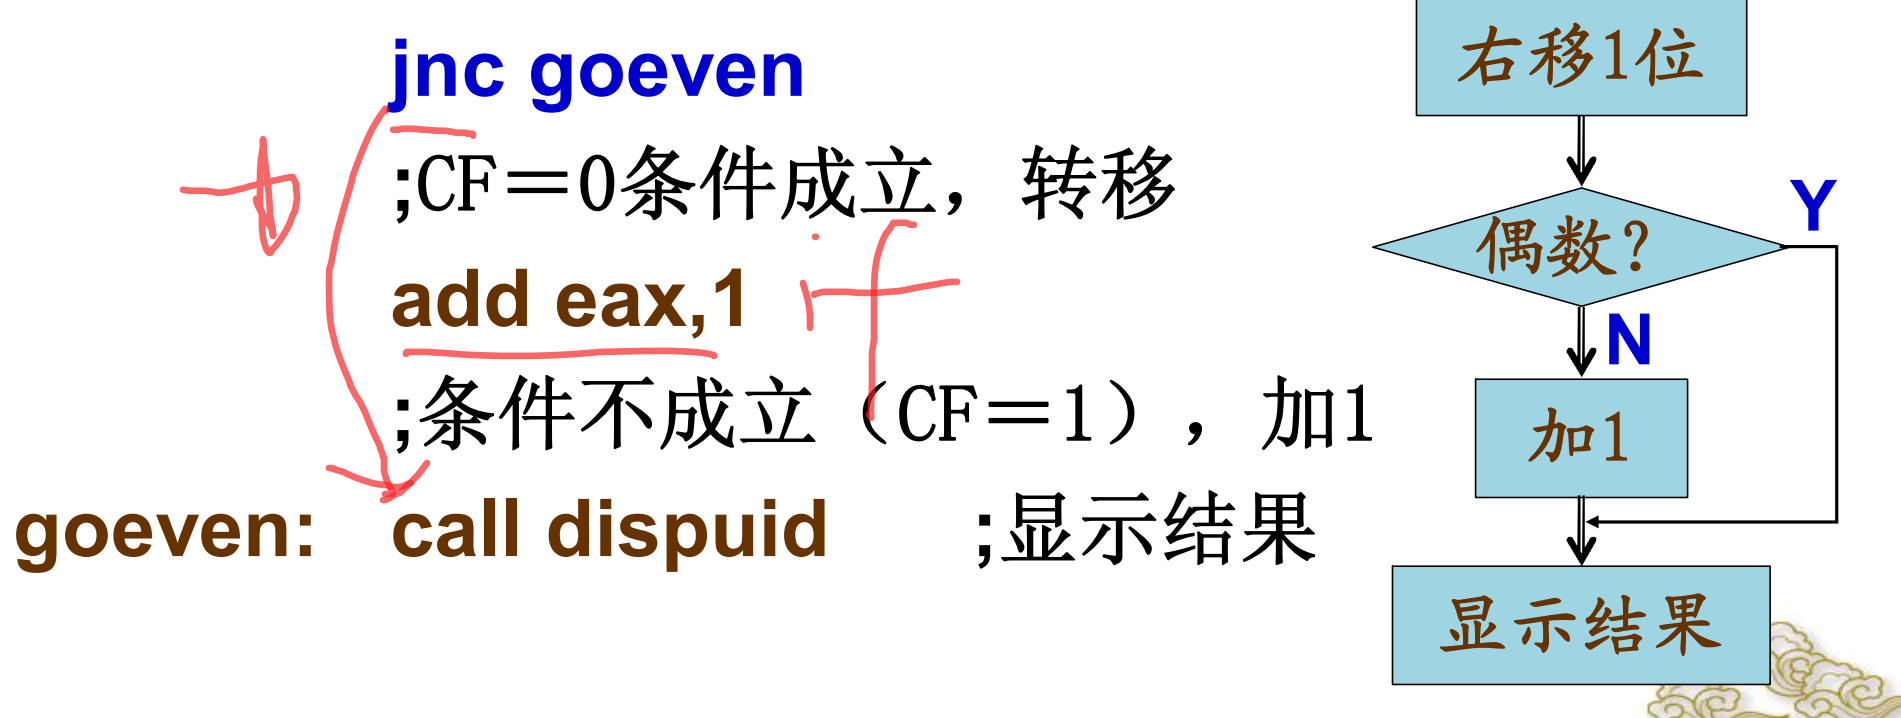 jnc goeven
;CF=0条件成立，转移
add eax,1
;条件不成立（CF=1），加1
goeven: call dispuid ;显示结果
右移1位
偶数?
Y
N
加1
显示结果